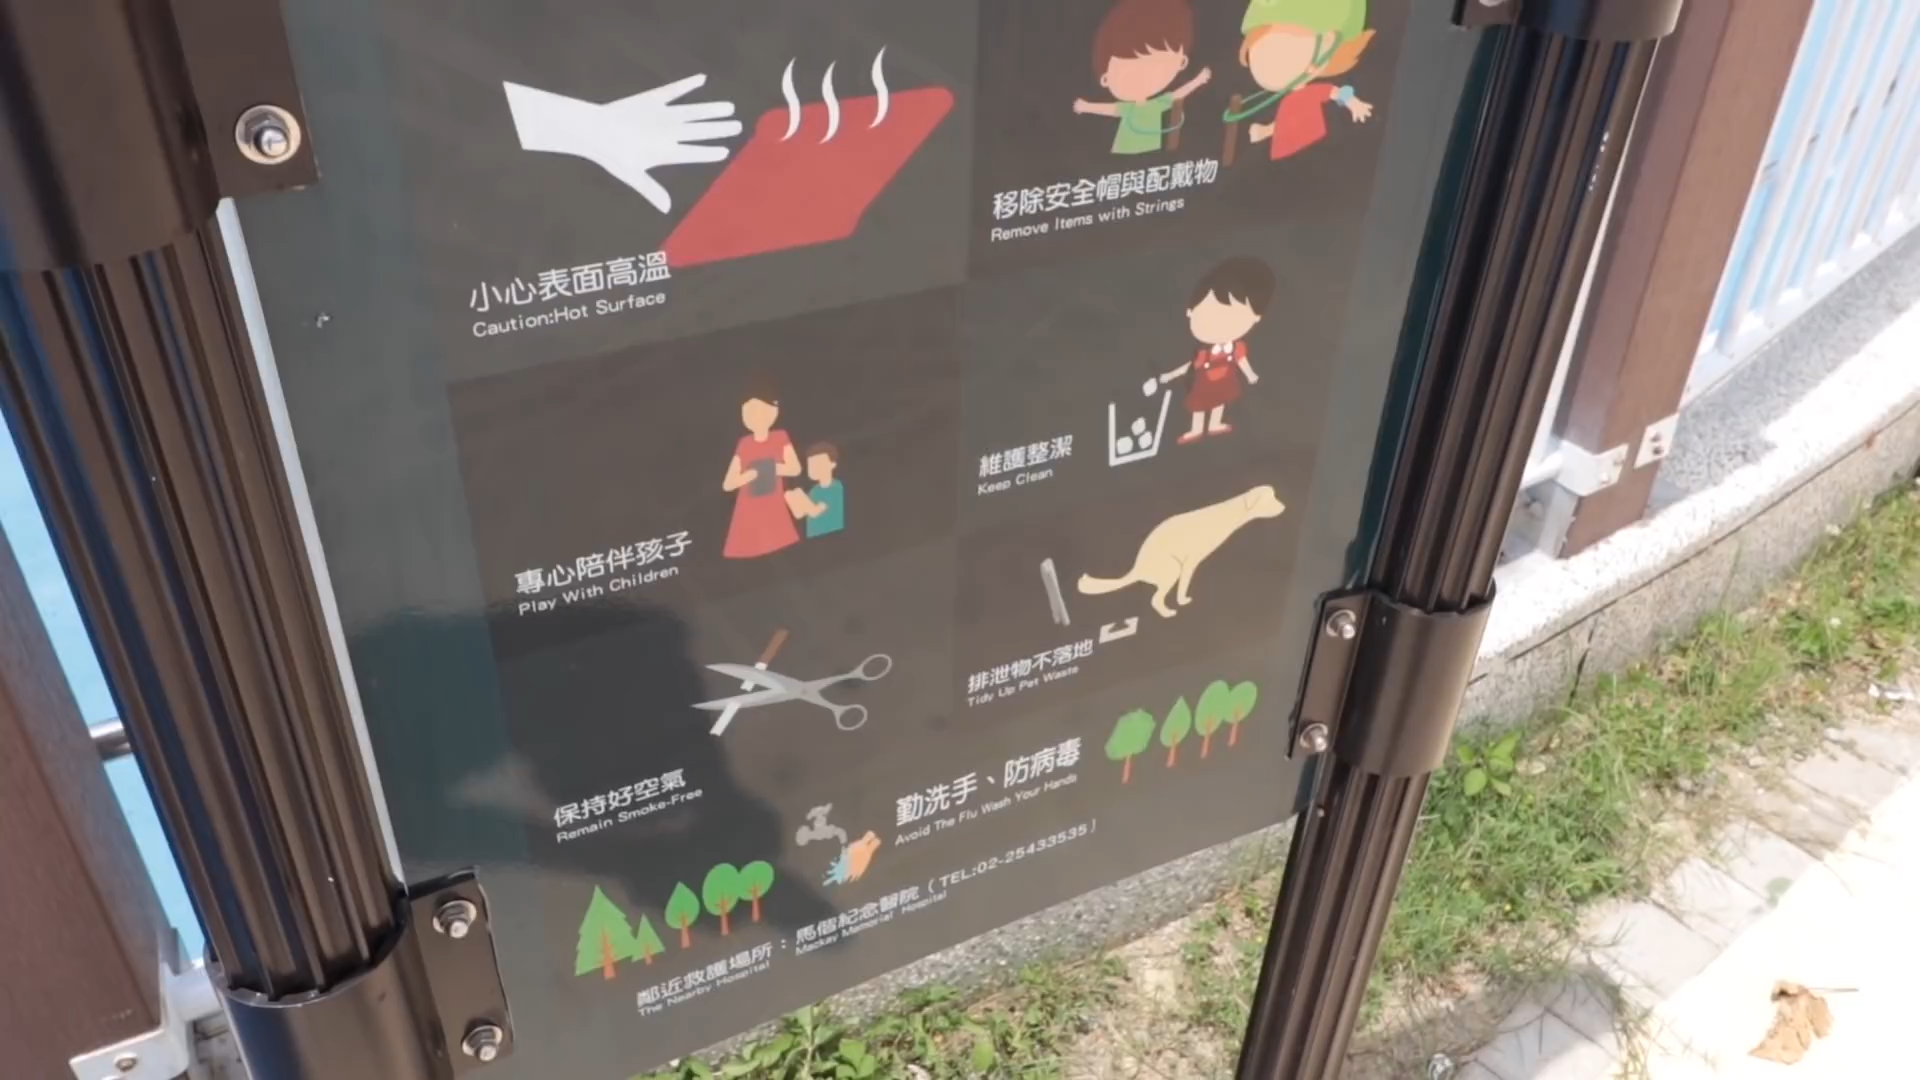 小心表面高溫
Caution:Hot Surface
移除安全帽與配戴物
Remove Items with Strings
專心陪伴孩子
Play With Children
維護整潔
Keep Clean
保持好空氣
Remain Smoke-Free
排泄物不落地
Tidy Up Pet Waste
勤洗手、防病毒
Avoid The Flu Wash Your Hands
鄰近救護場所：馬偕紀念醫院（TEL:02-25433535）
The Nearby Hospital Mackay Memorial Hospital